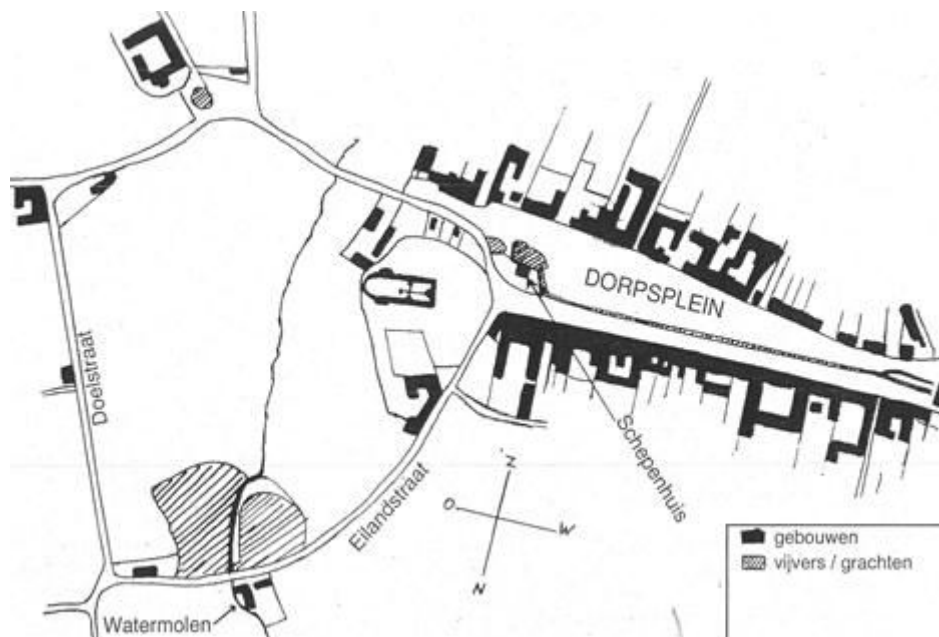 DORPSPLEIN
Doelstraat
Schepenhuis
Eilandstraat
Z
O
W
N
gebouwen
vijvers / grachten
Watermolen